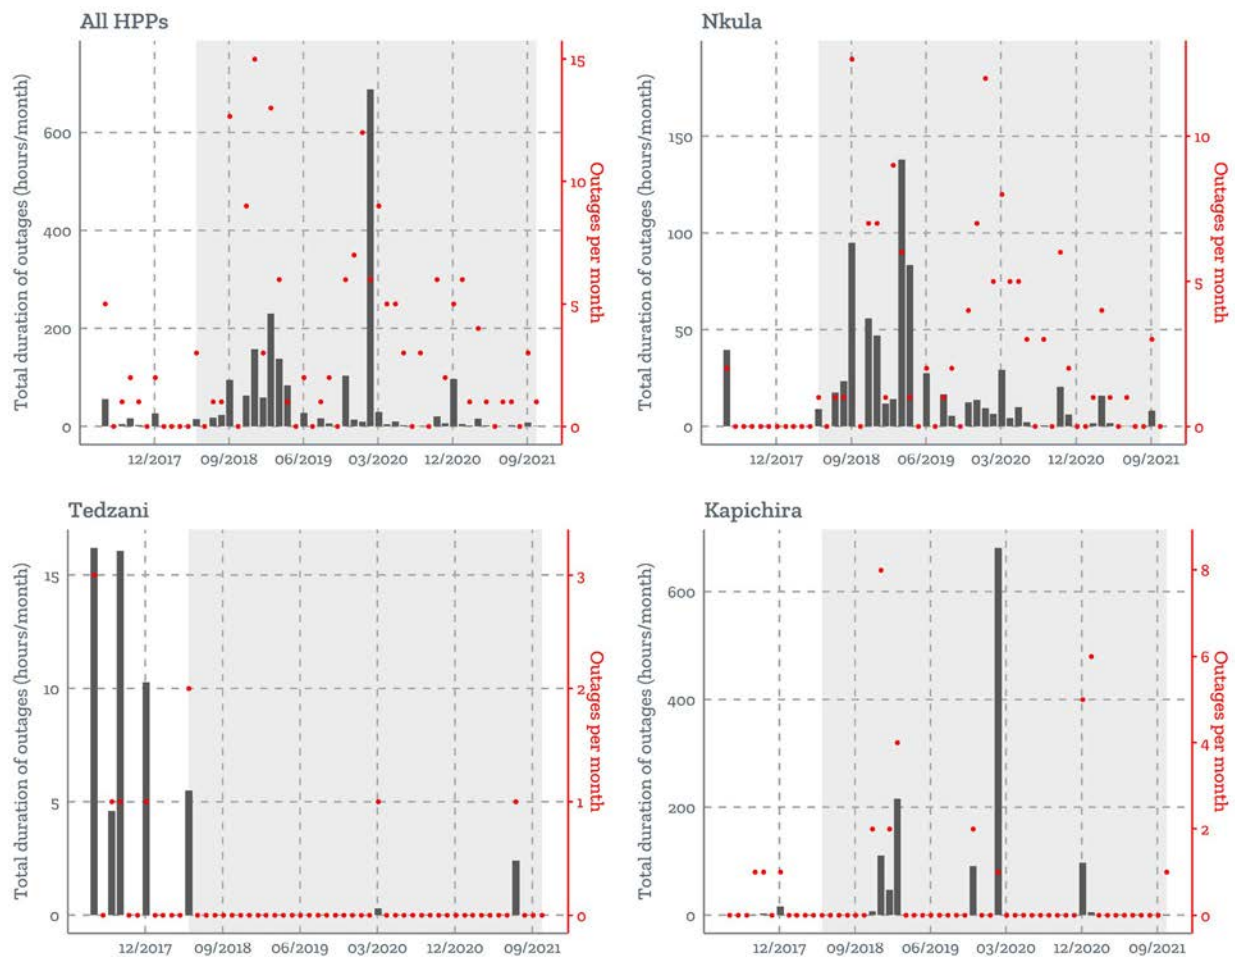 All HPPs
Total duration of outages (hours/month)
600
400
200
0
15
10
5
0
Outages per month
12/2017 09/2018 06/2019 03/2020 12/2020 09/2021
Nkula
Total duration of outages (hours/month)
150
100
50
0
10
5
0
Outages per month
12/2017 09/2018 06/2019 03/2020 12/2020 09/2021
Tedzani
Total duration of outages (hours/month)
15
10
5
0
3
2
1
0
Outages per month
12/2017 09/2018 06/2019 03/2020 12/2020 09/2021
Kapichira
Total duration of outages (hours/month)
600
400
200
0
8
6
4
2
0
Outages per month
12/2017 09/2018 06/2019 03/2020 12/2020 09/2021